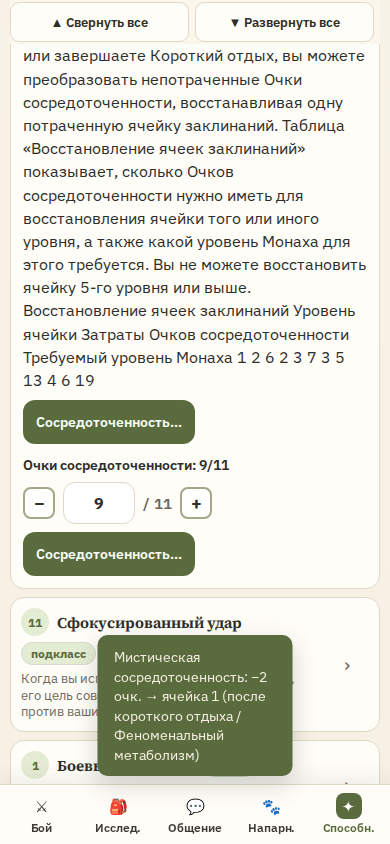 ▲ Свернуть все
▼ Развернуть все
или завершаете Короткий отдых, вы можете
преобразовать непотраченные Очки
сосредоточенности, восстанавливая одну
потраченную ячейку заклинаний. Таблица
«Восстановление ячеек заклинаний»
показывает, сколько Очков
сосредоточенности нужно иметь для
восстановления ячейки того или иного
уровня, а также какой уровень Монаха для
этого требуется. Вы не можете восстановить
ячейку 5-го уровня или выше.
Восстановление ячеек заклинаний Уровень
ячейки Затраты Очков сосредоточенности
Требуемый уровень Монаха 1 2 6 2 3 7 3 5
13 4 6 19
Сосредоточенность...
Очки сосредоточенности: 9/11
− 9 / 11 +
Сосредоточенность...
11 Сфокусированный удар
подкласс
Когда вы
его цель
против
Мистическая
сосредоточенность: −2
очк. → ячейка 1 (после
короткого отдыха /
Феноменальный
метаболизм)
1
Бой
Исслед.
Общение
Напарн.
Способн.